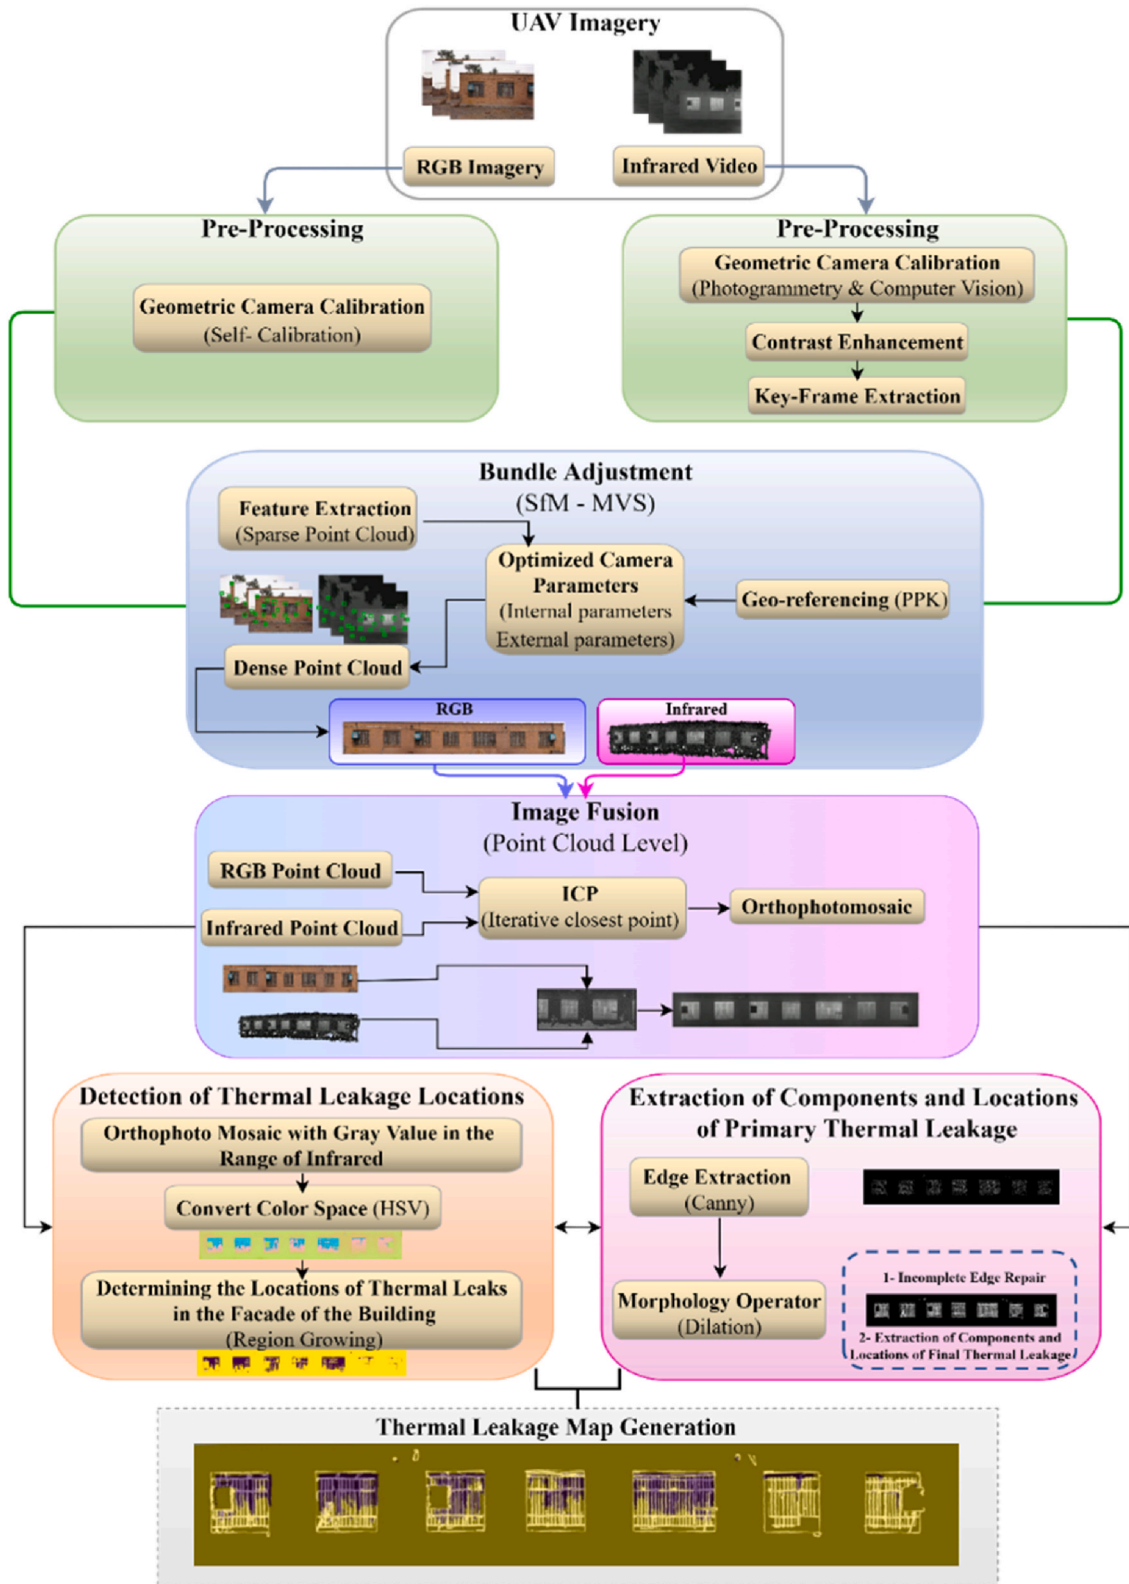 UAV Imagery
RGB Imagery
Infrared Video
Pre-Processing
Geometric Camera Calibration
(Self- Calibration)
Pre-Processing
Geometric Camera Calibration
(Photogrammetry & Computer Vision)
Contrast Enhancement
Key-Frame Extraction
Bundle Adjustment
(SfM - MVS)
Feature Extraction
(Sparse Point Cloud)
Optimized Camera
Parameters
(Internal parameters
External parameters)
Geo-referencing (PPK)
Dense Point Cloud
RGB
Infrared
Image Fusion
(Point Cloud Level)
RGB Point Cloud
Infrared Point Cloud
ICP
(Iterative closest point)
Orthophotomosaic
Detection of Thermal Leakage Locations
Orthophoto Mosaic with Gray Value in the
Range of Infrared
Convert Color Space (HSV)
Determining the Locations of Thermal Leaks
in the Facade of the Building
(Region Growing)
Extraction of Components and Locations
of Primary Thermal Leakage
Edge Extraction
(Canny)
Morphology Operator
(Dilation)
1- Incomplete Edge Repair
2- Extraction of Components and
Locations of Final Thermal Leakage
Thermal Leakage Map Generation